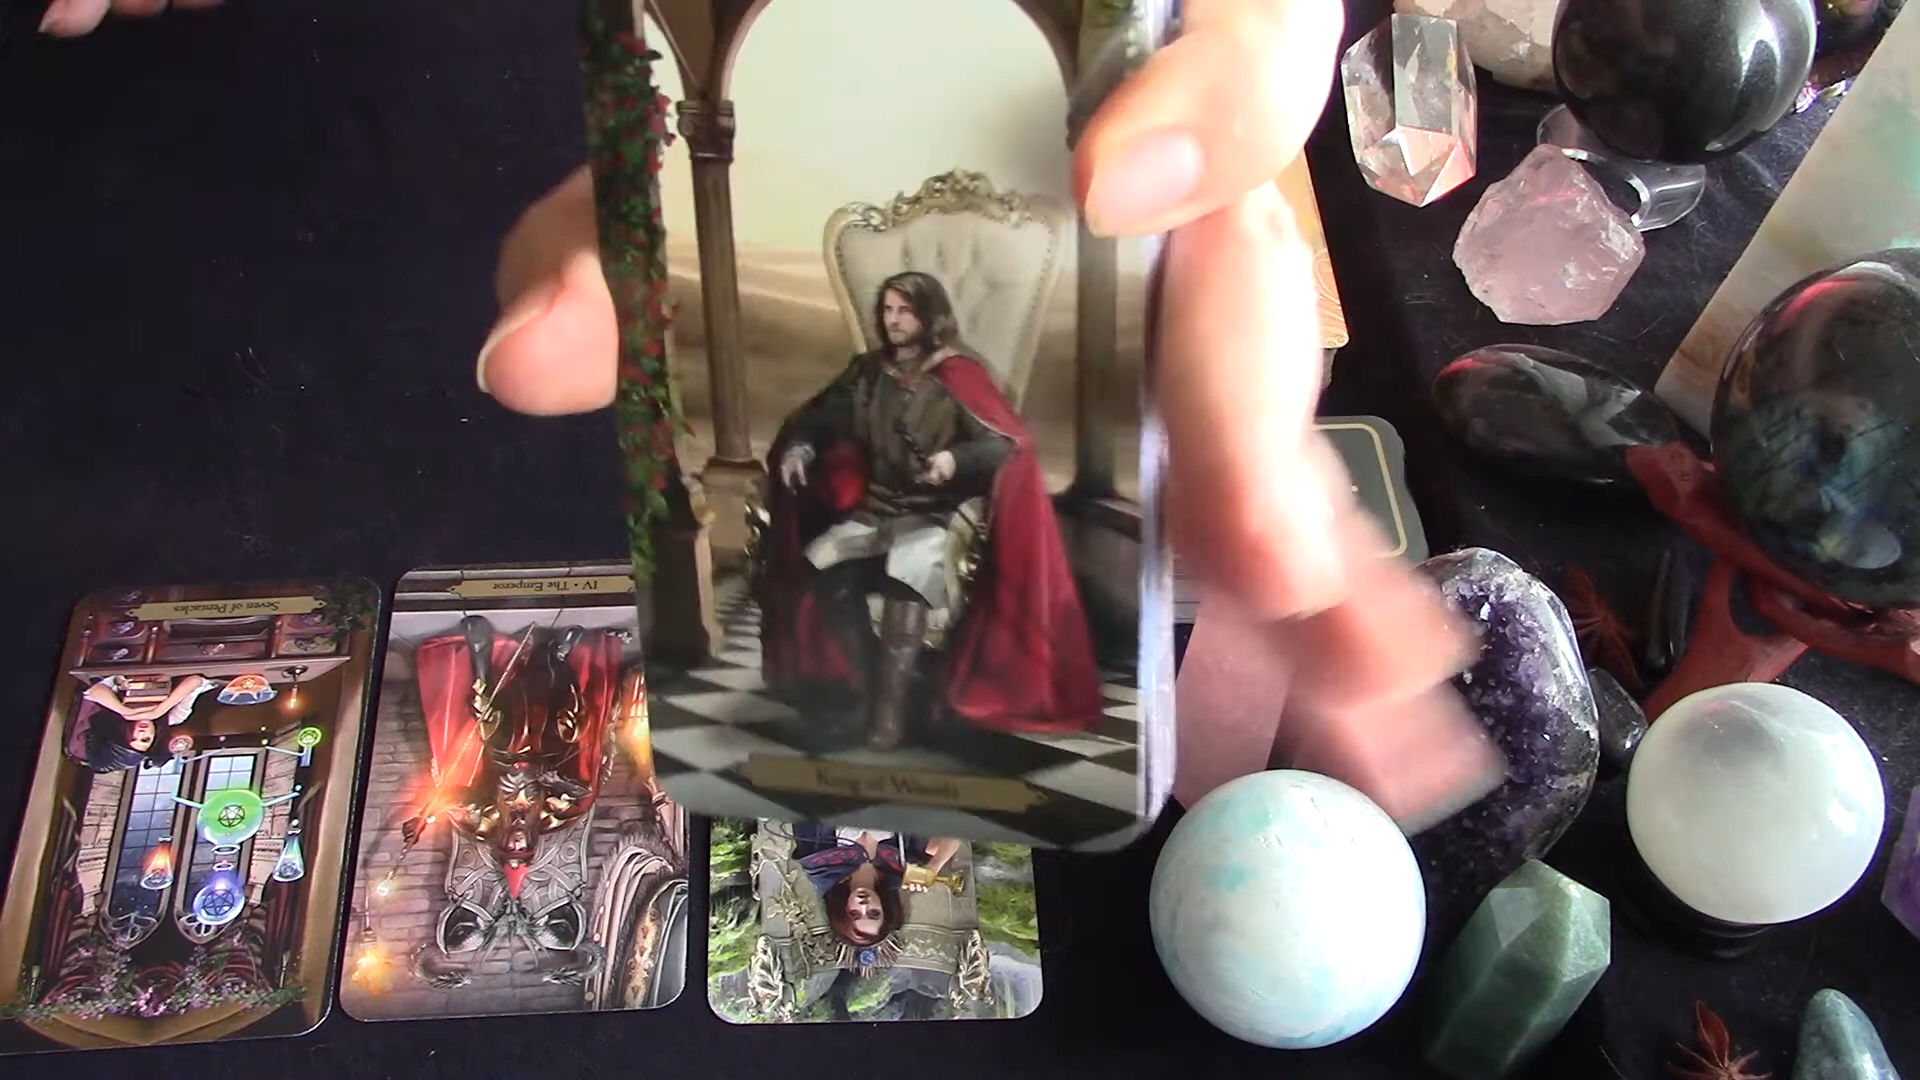 IV • The Emperor
Seven of Pentacles
King of Wands